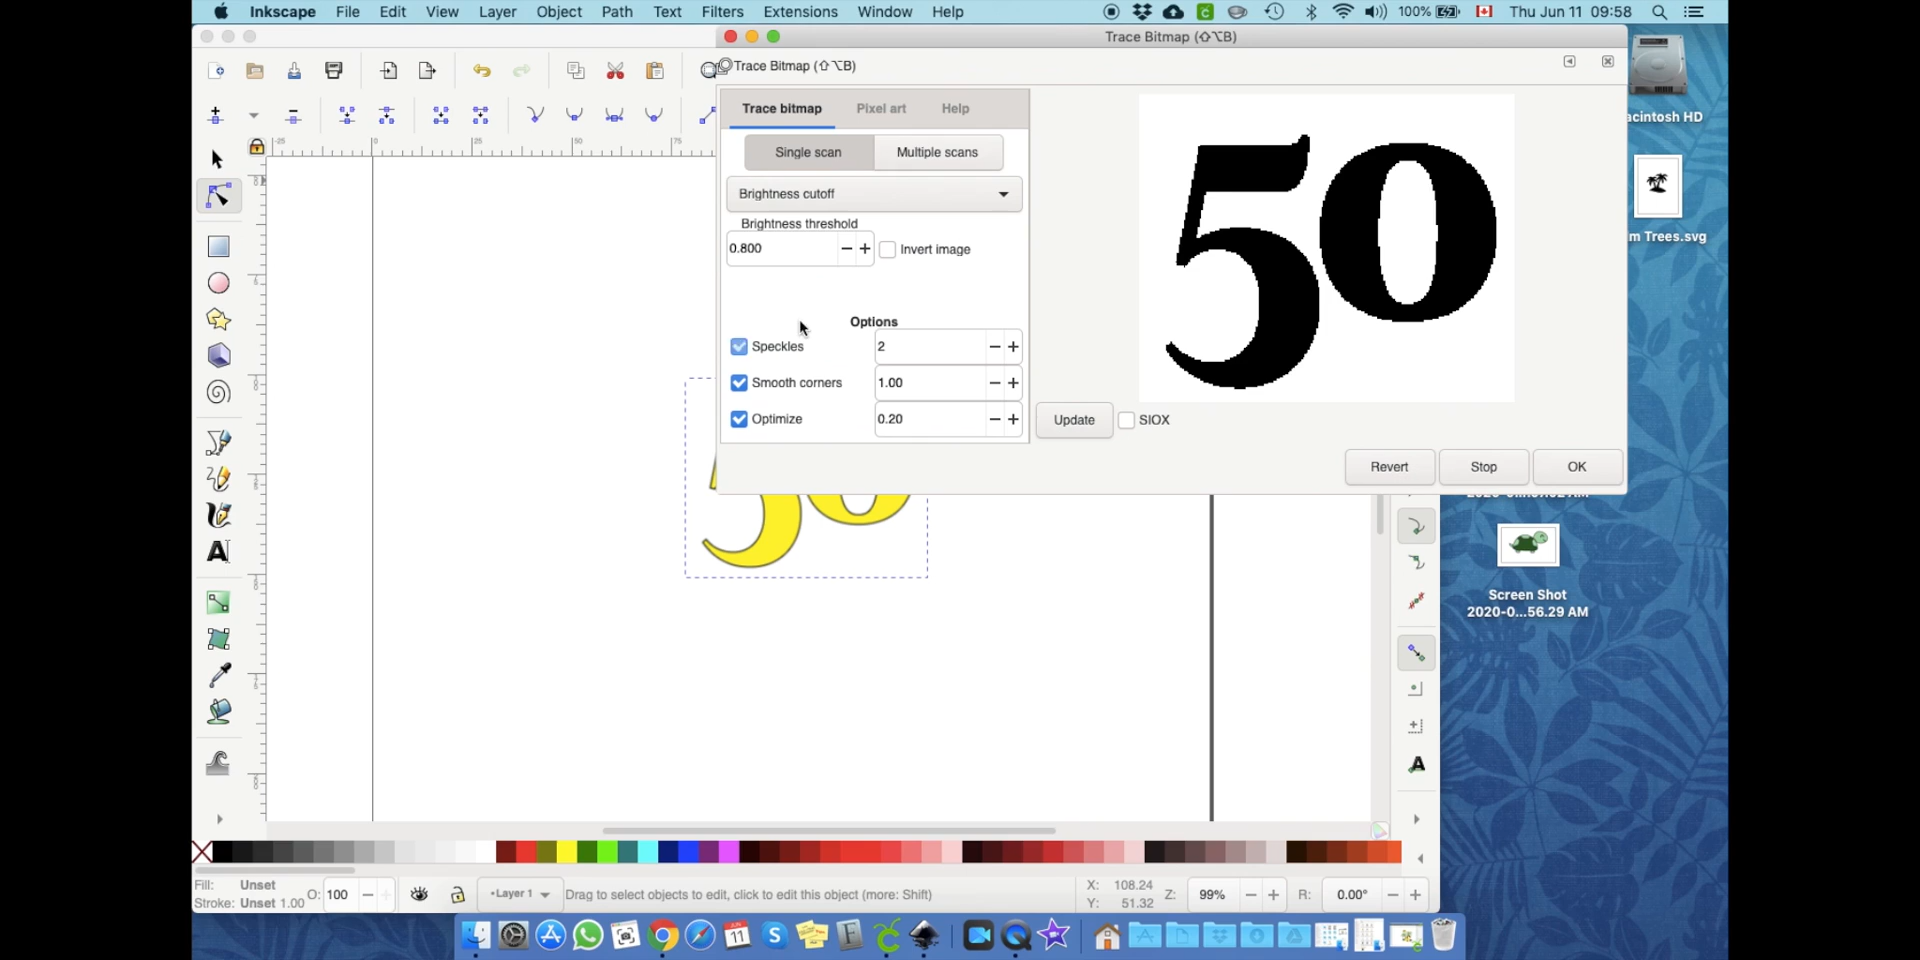 Inkscape File Edit View Layer Object Path Text Filters Extensions Window Help 100% Thu Jun 11 09:58
Trace Bitmap (⇧⌥B)
Trace Bitmap (⇧⌥B)
Trace bitmap Pixel art Help
Single scan Multiple scans
Brightness cutoff
Brightness threshold
0.800 Invert image
Options
Speckles 2
Smooth corners 1.00
Optimize 0.20
Update SIOX
Revert Stop OK
50
50
acintosh HD
m Trees.svg
Screen Shot
2020-0...56.29 AM
Fill: Unset
Stroke: Unset 1.00
O: 100
•Layer 1
Drag to select objects to edit, click to edit this object (more: Shift)
X: 108.24
Y: 51.32
Z: 99%
R: 0.00°